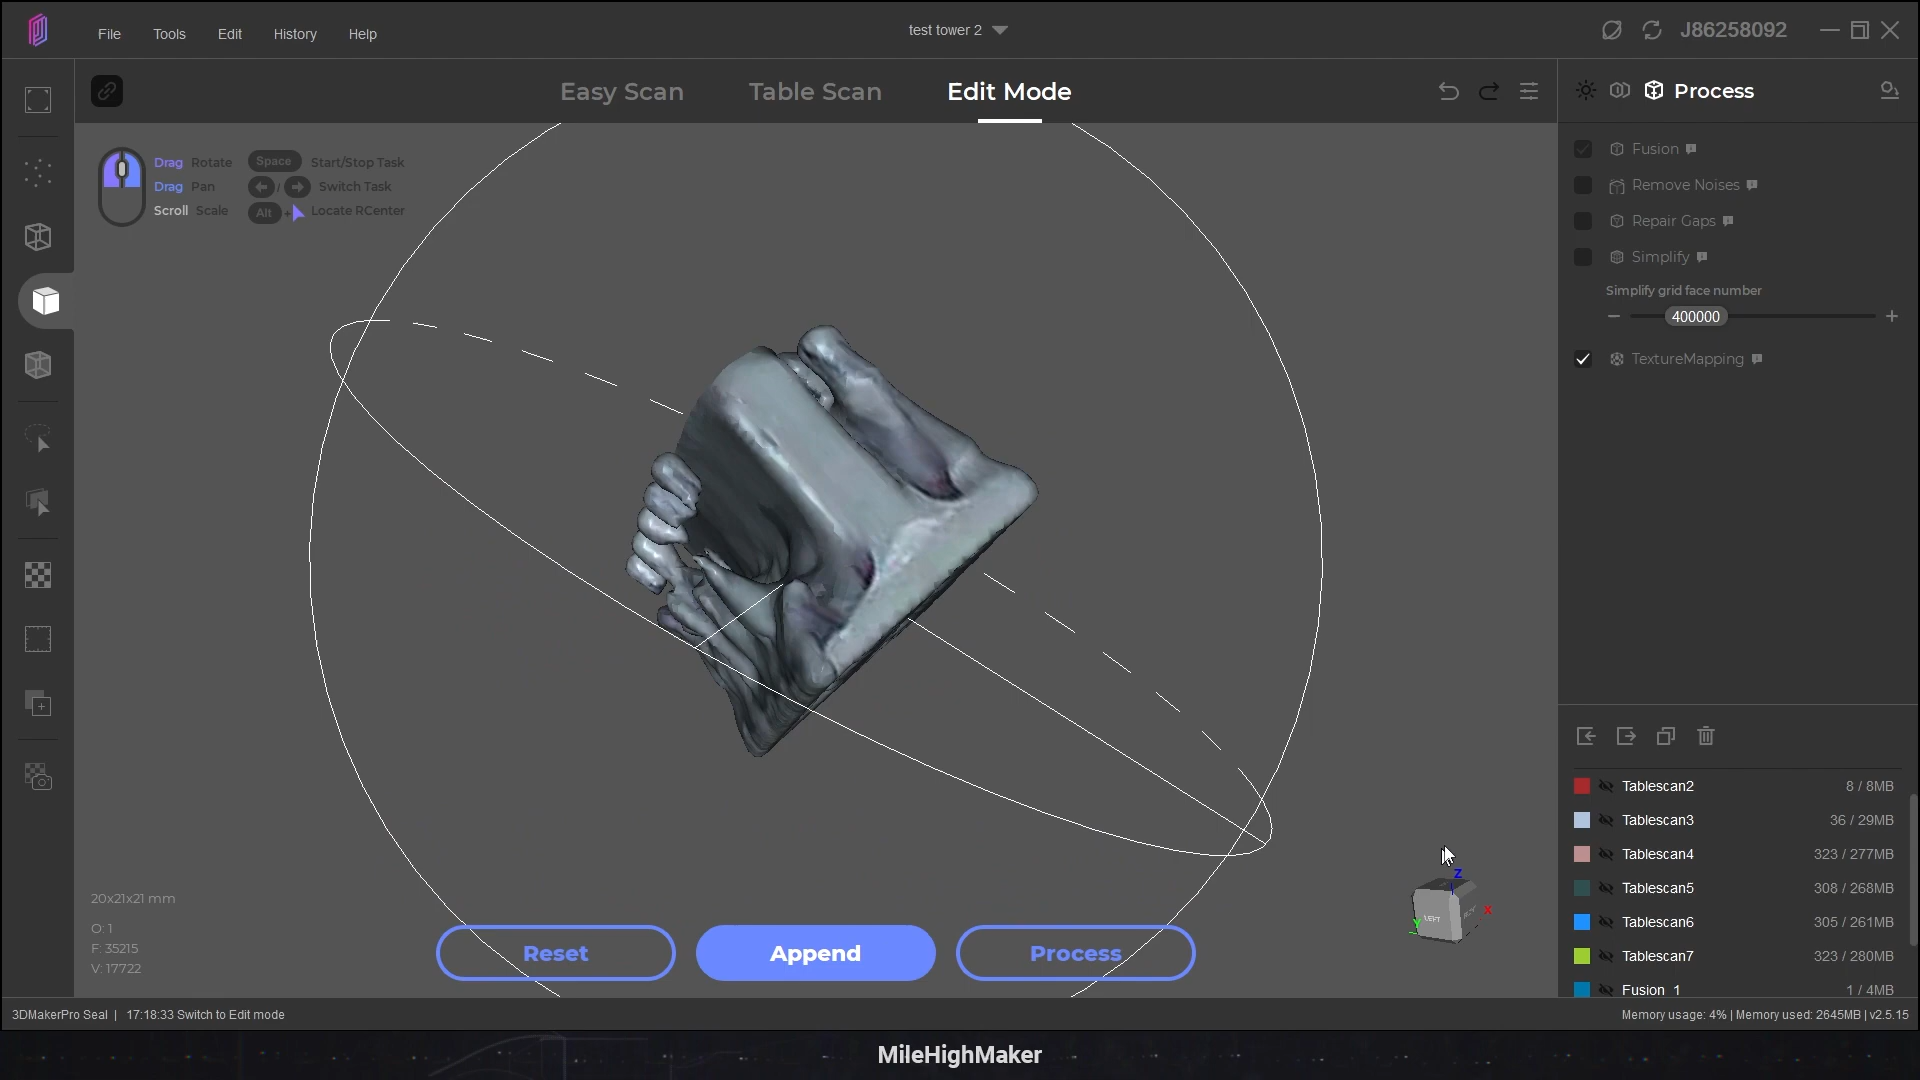 File Tools Edit History Help
test tower 2
J86258092
Easy Scan Table Scan Edit Mode
Process
Drag Rotate Space Start/Stop Task
Drag Pan / Switch Task
Scroll Scale Alt + Locate RCenter
Fusion
Remove Noises
Repair Gaps
Simplify
Simplify grid face number
400000
TextureMapping
Tablescan2 8 / 8MB
Tablescan3 36 / 29MB
Tablescan4 323 / 277MB
Tablescan5 308 / 268MB
Tablescan6 305 / 261MB
Tablescan7 323 / 280MB
Fusion_1 1 / 4MB
Z
X
Y
LEFT
20x21x21 mm
O: 1
F: 35215
V: 17722
Reset Append Process
3DMakerPro Seal | 17:18:33 Switch to Edit mode
Memory usage: 4% | Memory used: 2645MB | v2.5.15
MileHighMaker